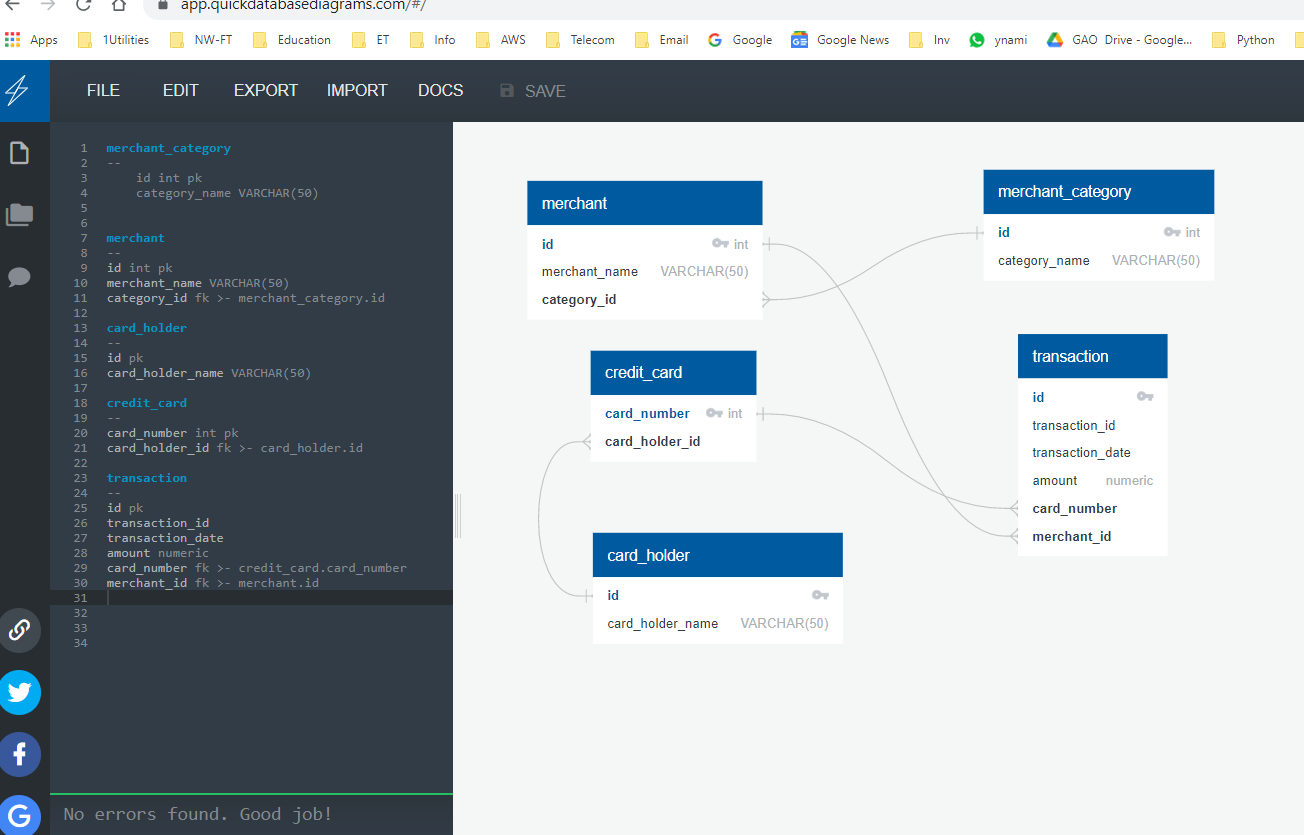 app.quickdatabasediagrams.com/#/
Apps 1Utilities NW-FT Education ET Info AWS Telecom Email Google Google News Inv ynami GAO Drive - Google... Python
FILE EDIT EXPORT IMPORT DOCS SAVE
1 merchant_category
2 --
3 id int pk
4 category_name VARCHAR(50)
5
6
7 merchant
8 --
9 id int pk
10 merchant_name VARCHAR(50)
11 category_id fk >- merchant_category.id
12
13 card_holder
14 --
15 id pk
16 card_holder_name VARCHAR(50)
17
18 credit_card
19 --
20 card_number int pk
21 card_holder_id fk >- card_holder.id
22
23 transaction
24 --
25 id pk
26 transaction_id
27 transaction_date
28 amount numeric
29 card_number fk >- credit_card.card_number
30 merchant_id fk >- merchant.id
31
32
33
34
No errors found. Good job!
merchant
id int
merchant_name VARCHAR(50)
category_id
merchant_category
id int
category_name VARCHAR(50)
credit_card
card_number int
card_holder_id
transaction
id
transaction_id
transaction_date
amount numeric
card_number
merchant_id
card_holder
id
card_holder_name VARCHAR(50)